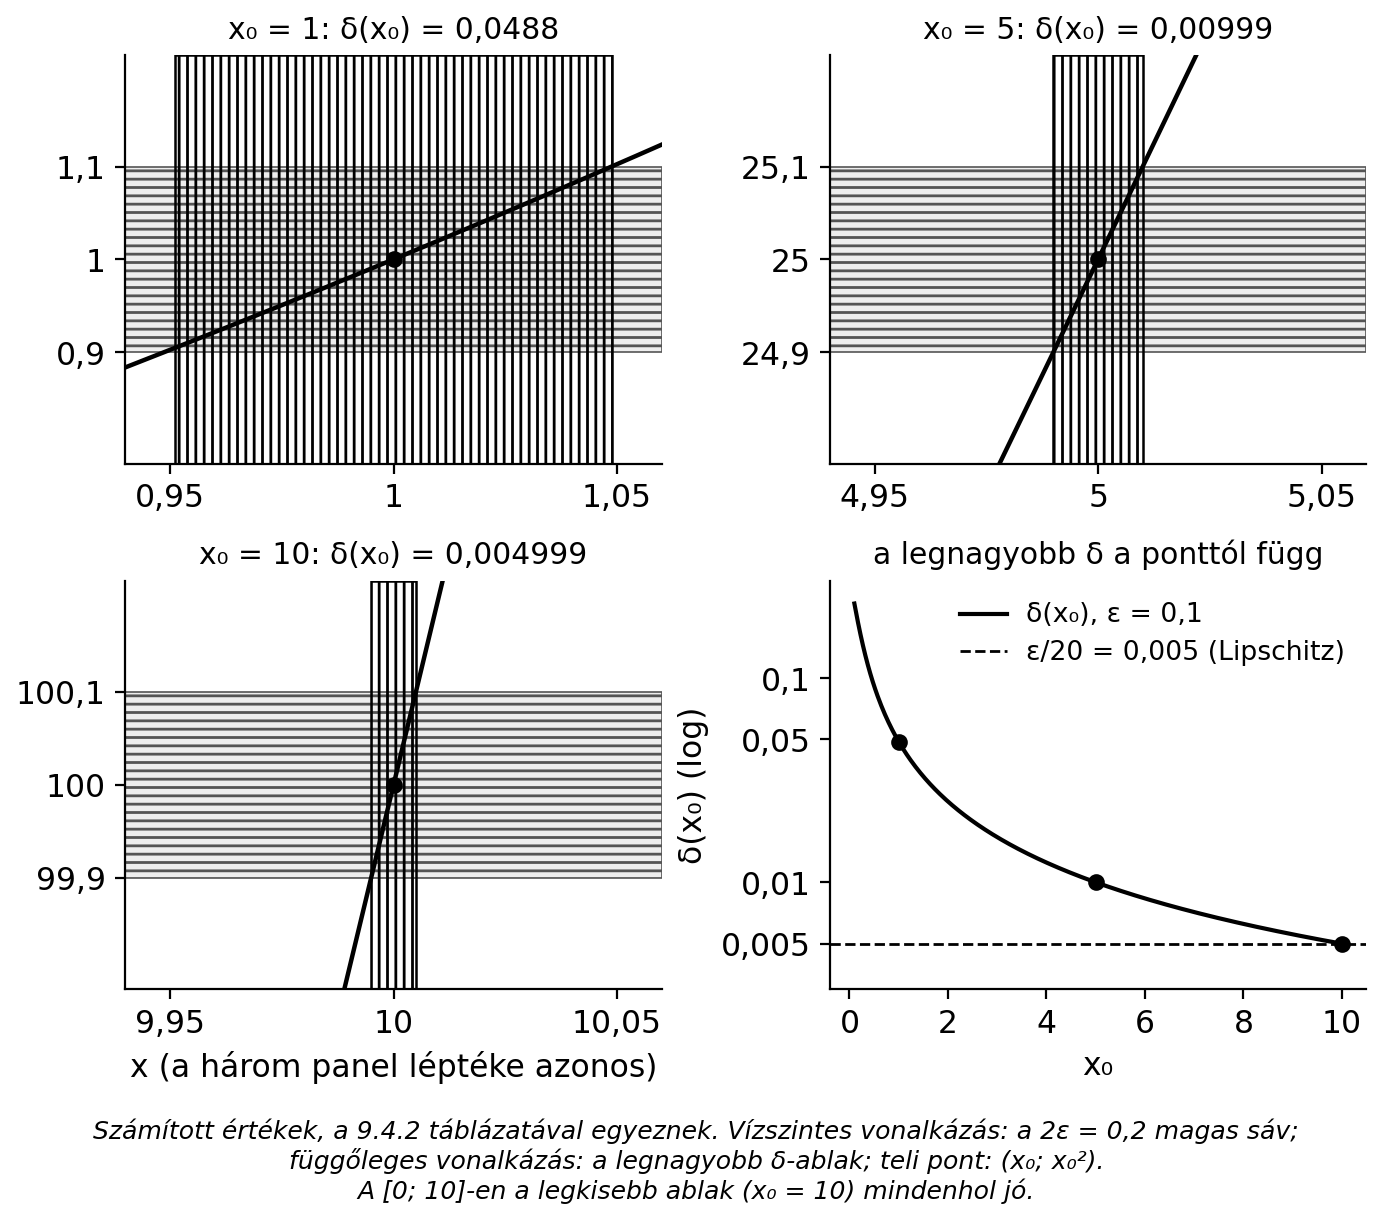 x₀ = 1: δ(x₀) = 0,0488
1,1
1
0,9
0,95
1
1,05
x₀ = 5: δ(x₀) = 0,00999
25,1
25
24,9
4,95
5
5,05
x₀ = 10: δ(x₀) = 0,004999
100,1
100
99,9
9,95
10
10,05
x (a három panel léptéke azonos)
a legnagyobb δ a ponttól függ
δ(x₀), ε = 0,1
ε/20 = 0,005 (Lipschitz)
δ(x₀) (log)
0,1
0,05
0,01
0,005
0
2
4
6
8
10
x₀
Számított értékek, a 9.4.2 táblázatával egyeznek. Vízszintes vonalkázás: a 2ε = 0,2 magas sáv;
függőleges vonalkázás: a legnagyobb δ-ablak; teli pont: (x₀; x₀²).
A [0; 10]-en a legkisebb ablak (x₀ = 10) mindenhol jó.